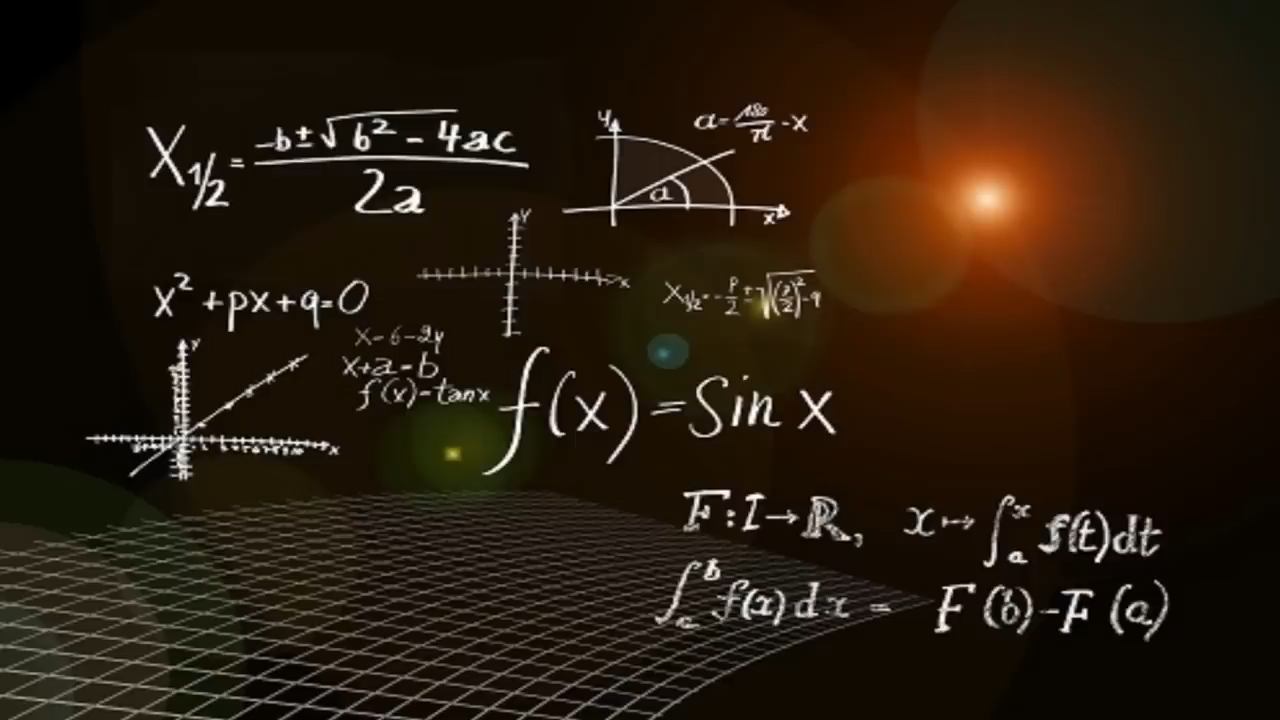 X₁/₂ = (-b ± √(b² - 4ac)) / 2a
y
a = 180/π - x
a
x
y
x
x² + px + q = 0
X₁/₂ = -p/2 ± √((p/2)² - q)
x = 6 - 2y
x + a = b
f(x) = tan x
y
x
f(x) = Sin x
F : I → ℝ, x ↦ ∫ₐˣ f(t) dt
∫ₐᵇ f(x) dx = F(b) - F(a)